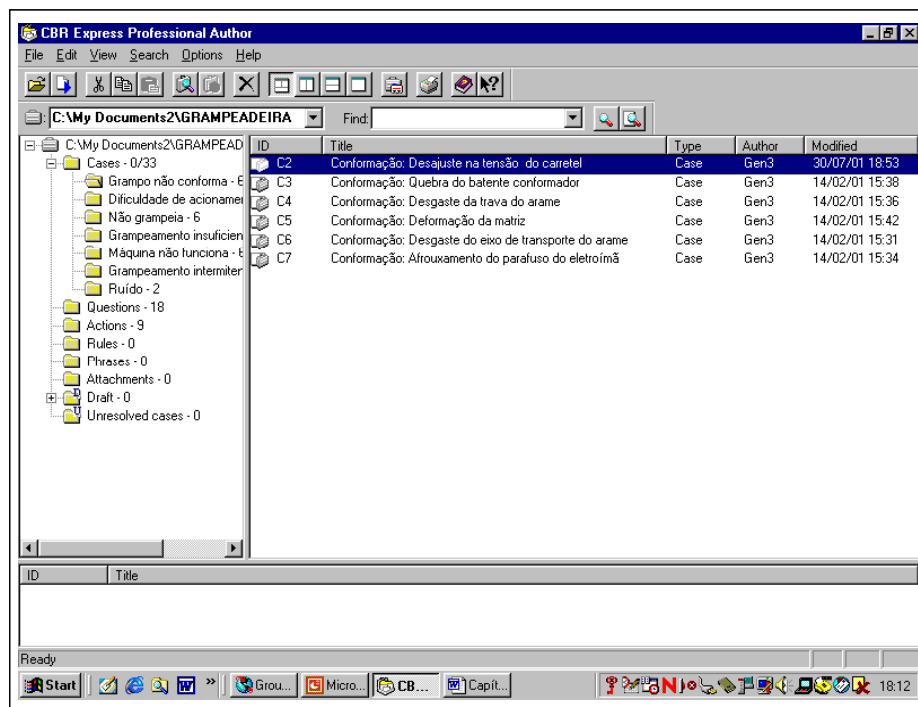 CBR Express Professional Author
File Edit View Search Options Help
C:\My Documents2\GRAMPEADEIRA Find:
C:\My Documents2\GRAMPEAD
Cases - 0/33
Grampo não conforma - 6
Dificuldade de acionamen
Não grampeia - 6
Grampeamento insuficien
Máquina não funciona - 6
Grampeamento intermiten
Ruído - 2
Questions - 18
Actions - 9
Rules - 0
Phrases - 0
Attachments - 0
Draft - 0
Unresolved cases - 0
ID Title Type Author Modified
C2 Conformação: Desajuste na tensão do carretel Case Gen3 30/07/01 18:53
C3 Conformação: Quebra do batente conformador Case Gen3 14/02/01 15:38
C4 Conformação: Desgaste da trava do arame Case Gen3 14/02/01 15:36
C5 Conformação: Deformação da matriz Case Gen3 14/02/01 15:42
C6 Conformação: Desgaste do eixo de transporte do arame Case Gen3 14/02/01 15:31
C7 Conformação: Afrouxamento do parafuso do eletroímã Case Gen3 14/02/01 15:34
ID Title
Ready
Start » Grou... Micro... CB... Capít... 18:12